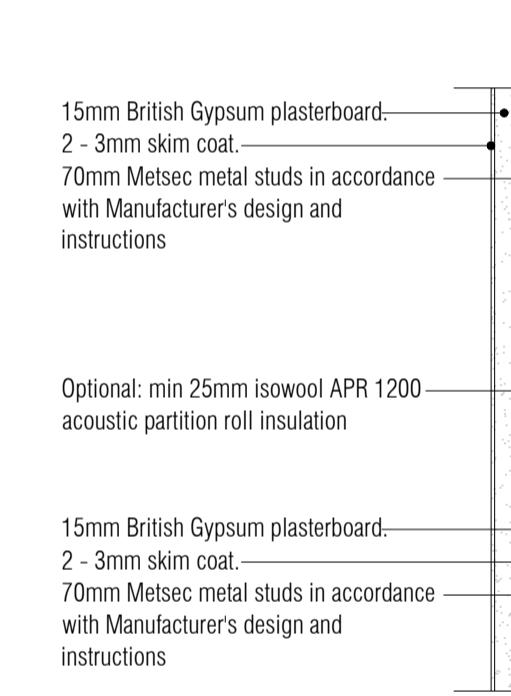 15mm British Gypsum plasterboard.
2 - 3mm skim coat.
70mm Metsec metal studs in accordance
with Manufacturer's design and
instructions
Optional: min 25mm isowool APR 1200
acoustic partition roll insulation
15mm British Gypsum plasterboard.
2 - 3mm skim coat.
70mm Metsec metal studs in accordance
with Manufacturer's design and
instructions